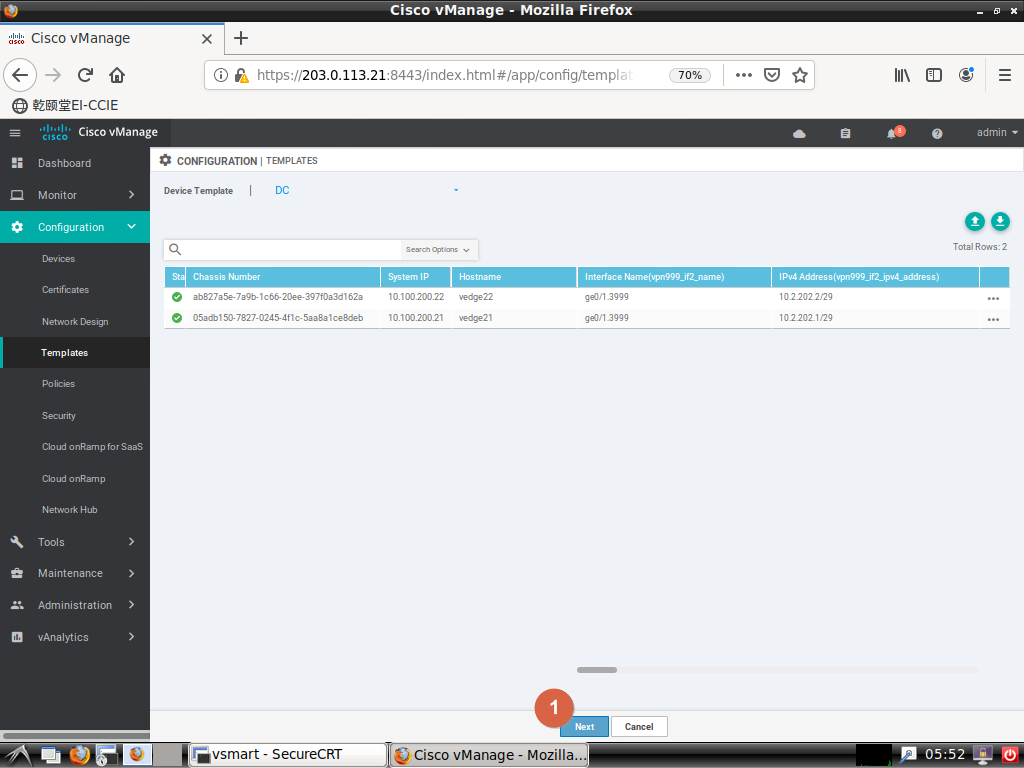 Cisco vManage - Mozilla Firefox
Cisco vManage
https://203.0.113.21:8443/index.html#/app/config/templat
70%
乾颐堂EI-CCIE
cisco Cisco vManage
8
admin
Dashboard
Monitor
Configuration
Devices
Certificates
Network Design
Templates
Policies
Security
Cloud onRamp for SaaS
Cloud onRamp
Network Hub
Tools
Maintenance
Administration
vAnalytics
CONFIGURATION | TEMPLATES
Device Template | DC
Search Options
Total Rows: 2
Sta Chassis Number System IP Hostname Interface Name(vpn999_if2_name) IPv4 Address(vpn999_if2_ipv4_address)
ab827a5e-7a9b-1c66-20ee-397f0a3d162a 10.100.200.22 vedge22 ge0/1.3999 10.2.202.2/29
05adb150-7827-0245-4f1c-5aa8a1ce8deb 10.100.200.21 vedge21 ge0/1.3999 10.2.202.1/29
1
Next Cancel
vsmart - SecureCRT
Cisco vManage - Mozilla...
05:52